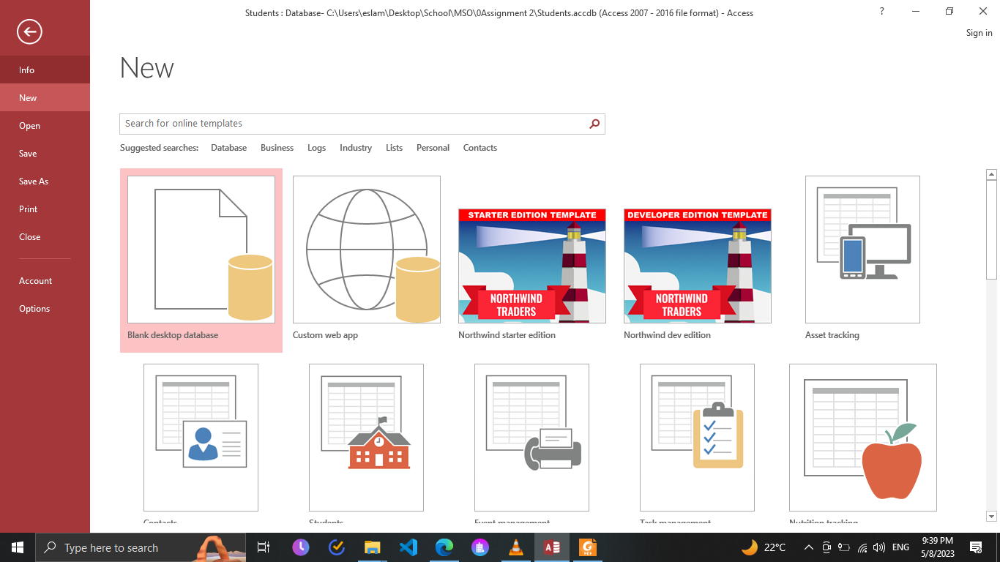 Students : Database- C:\Users\eslam\Desktop\School\MSO\0Assignment 2\Students.accdb (Access 2007 - 2016 file format) - Access
?
Sign in
Info
New
Open
Save
Save As
Print
Close
Account
Options
New
Search for online templates
Suggested searches: Database Business Logs Industry Lists Personal Contacts
STARTER EDITION TEMPLATE
NORTHWIND
TRADERS
DEVELOPER EDITION TEMPLATE
NORTHWIND
TRADERS
Blank desktop database
Custom web app
Northwind starter edition
Northwind dev edition
Asset tracking
Contacts
Students
Event management
Task management
Nutrition tracking
Type here to search
PDF
22°C
ENG
9:39 PM
5/8/2023